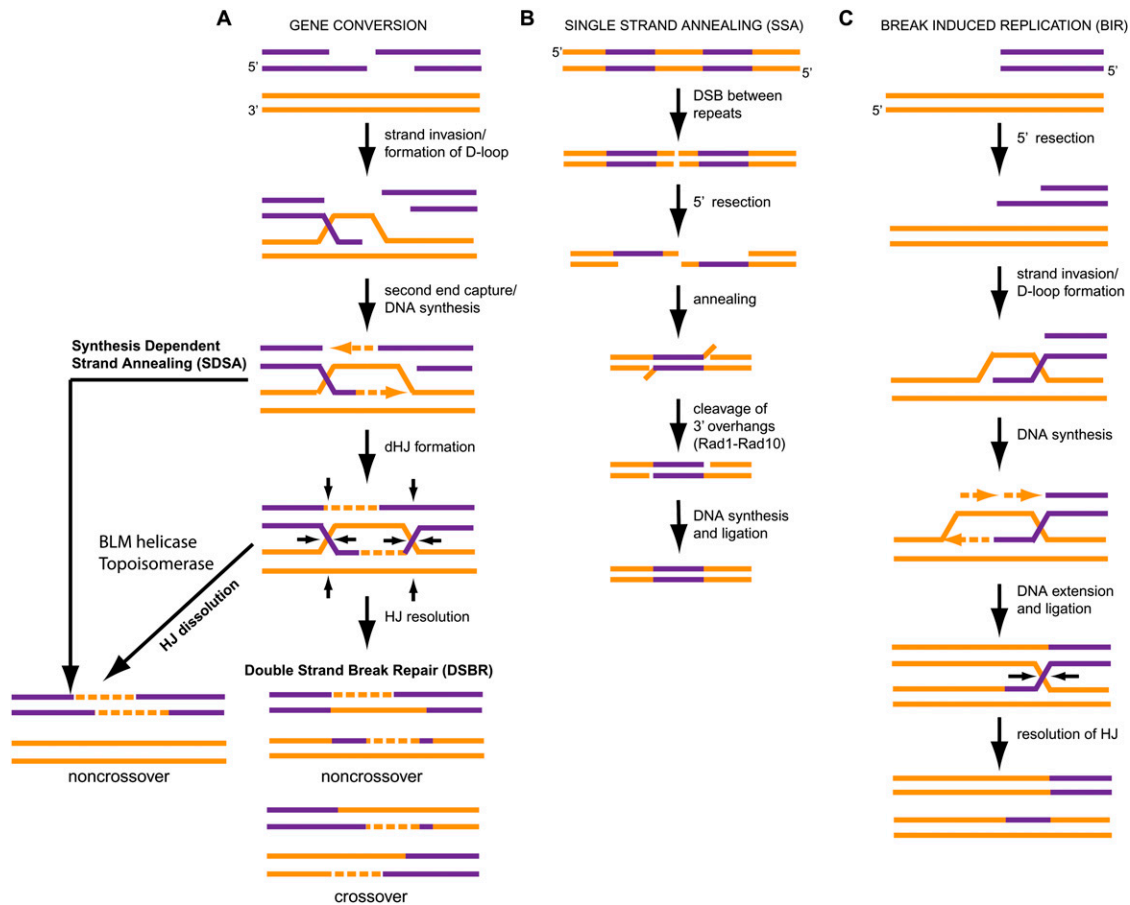 A
GENE CONVERSION
5’
3’
strand invasion/
formation of D-loop
second end capture/
DNA synthesis
Synthesis Dependent
Strand Annealing (SDSA)
dHJ formation
BLM helicase
Topoisomerase
HJ dissolution
HJ resolution
Double Strand Break Repair (DSBR)
noncrossover
noncrossover
crossover
B
SINGLE STRAND ANNEALING (SSA)
5’
5’
DSB between
repeats
5’ resection
annealing
cleavage of
3’ overhangs
(Rad1-Rad10)
DNA synthesis
and ligation
C
BREAK INDUCED REPLICATION (BIR)
5’
5’
5’ resection
strand invasion/
D-loop formation
DNA synthesis
DNA extension
and ligation
resolution of HJ